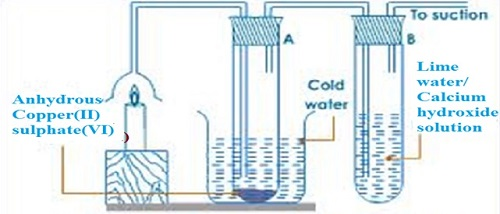 To suction
A
B
Lime
water/
Calcium
hydroxide
solution
Cold
water
Anhydrous
Copper(II)
sulphate(VI)